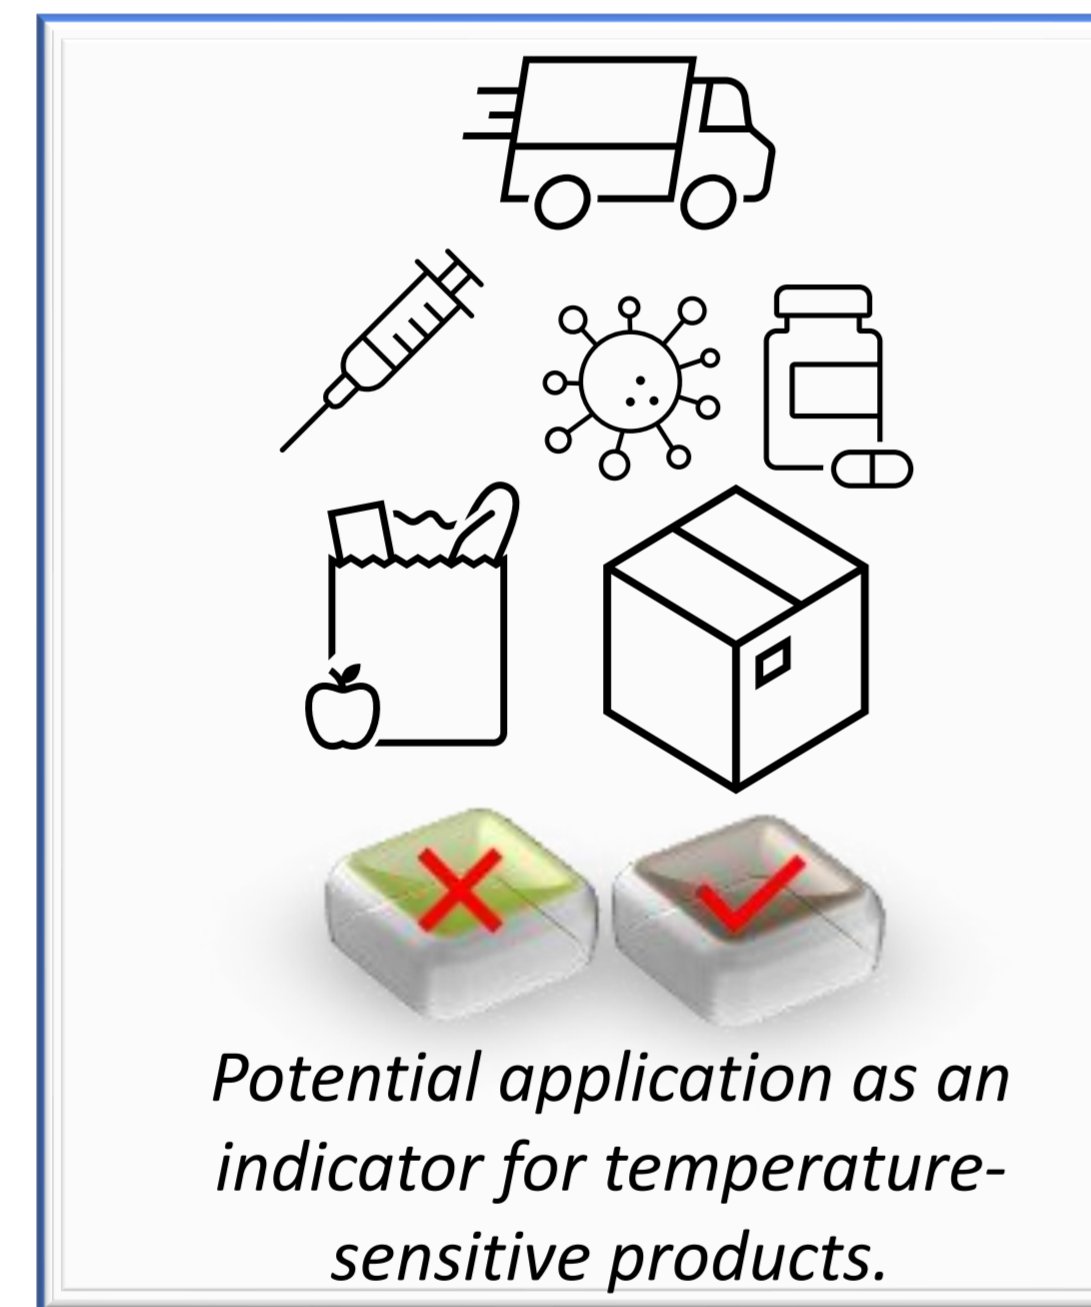 Potential application as an
indicator for temperature-
sensitive products.